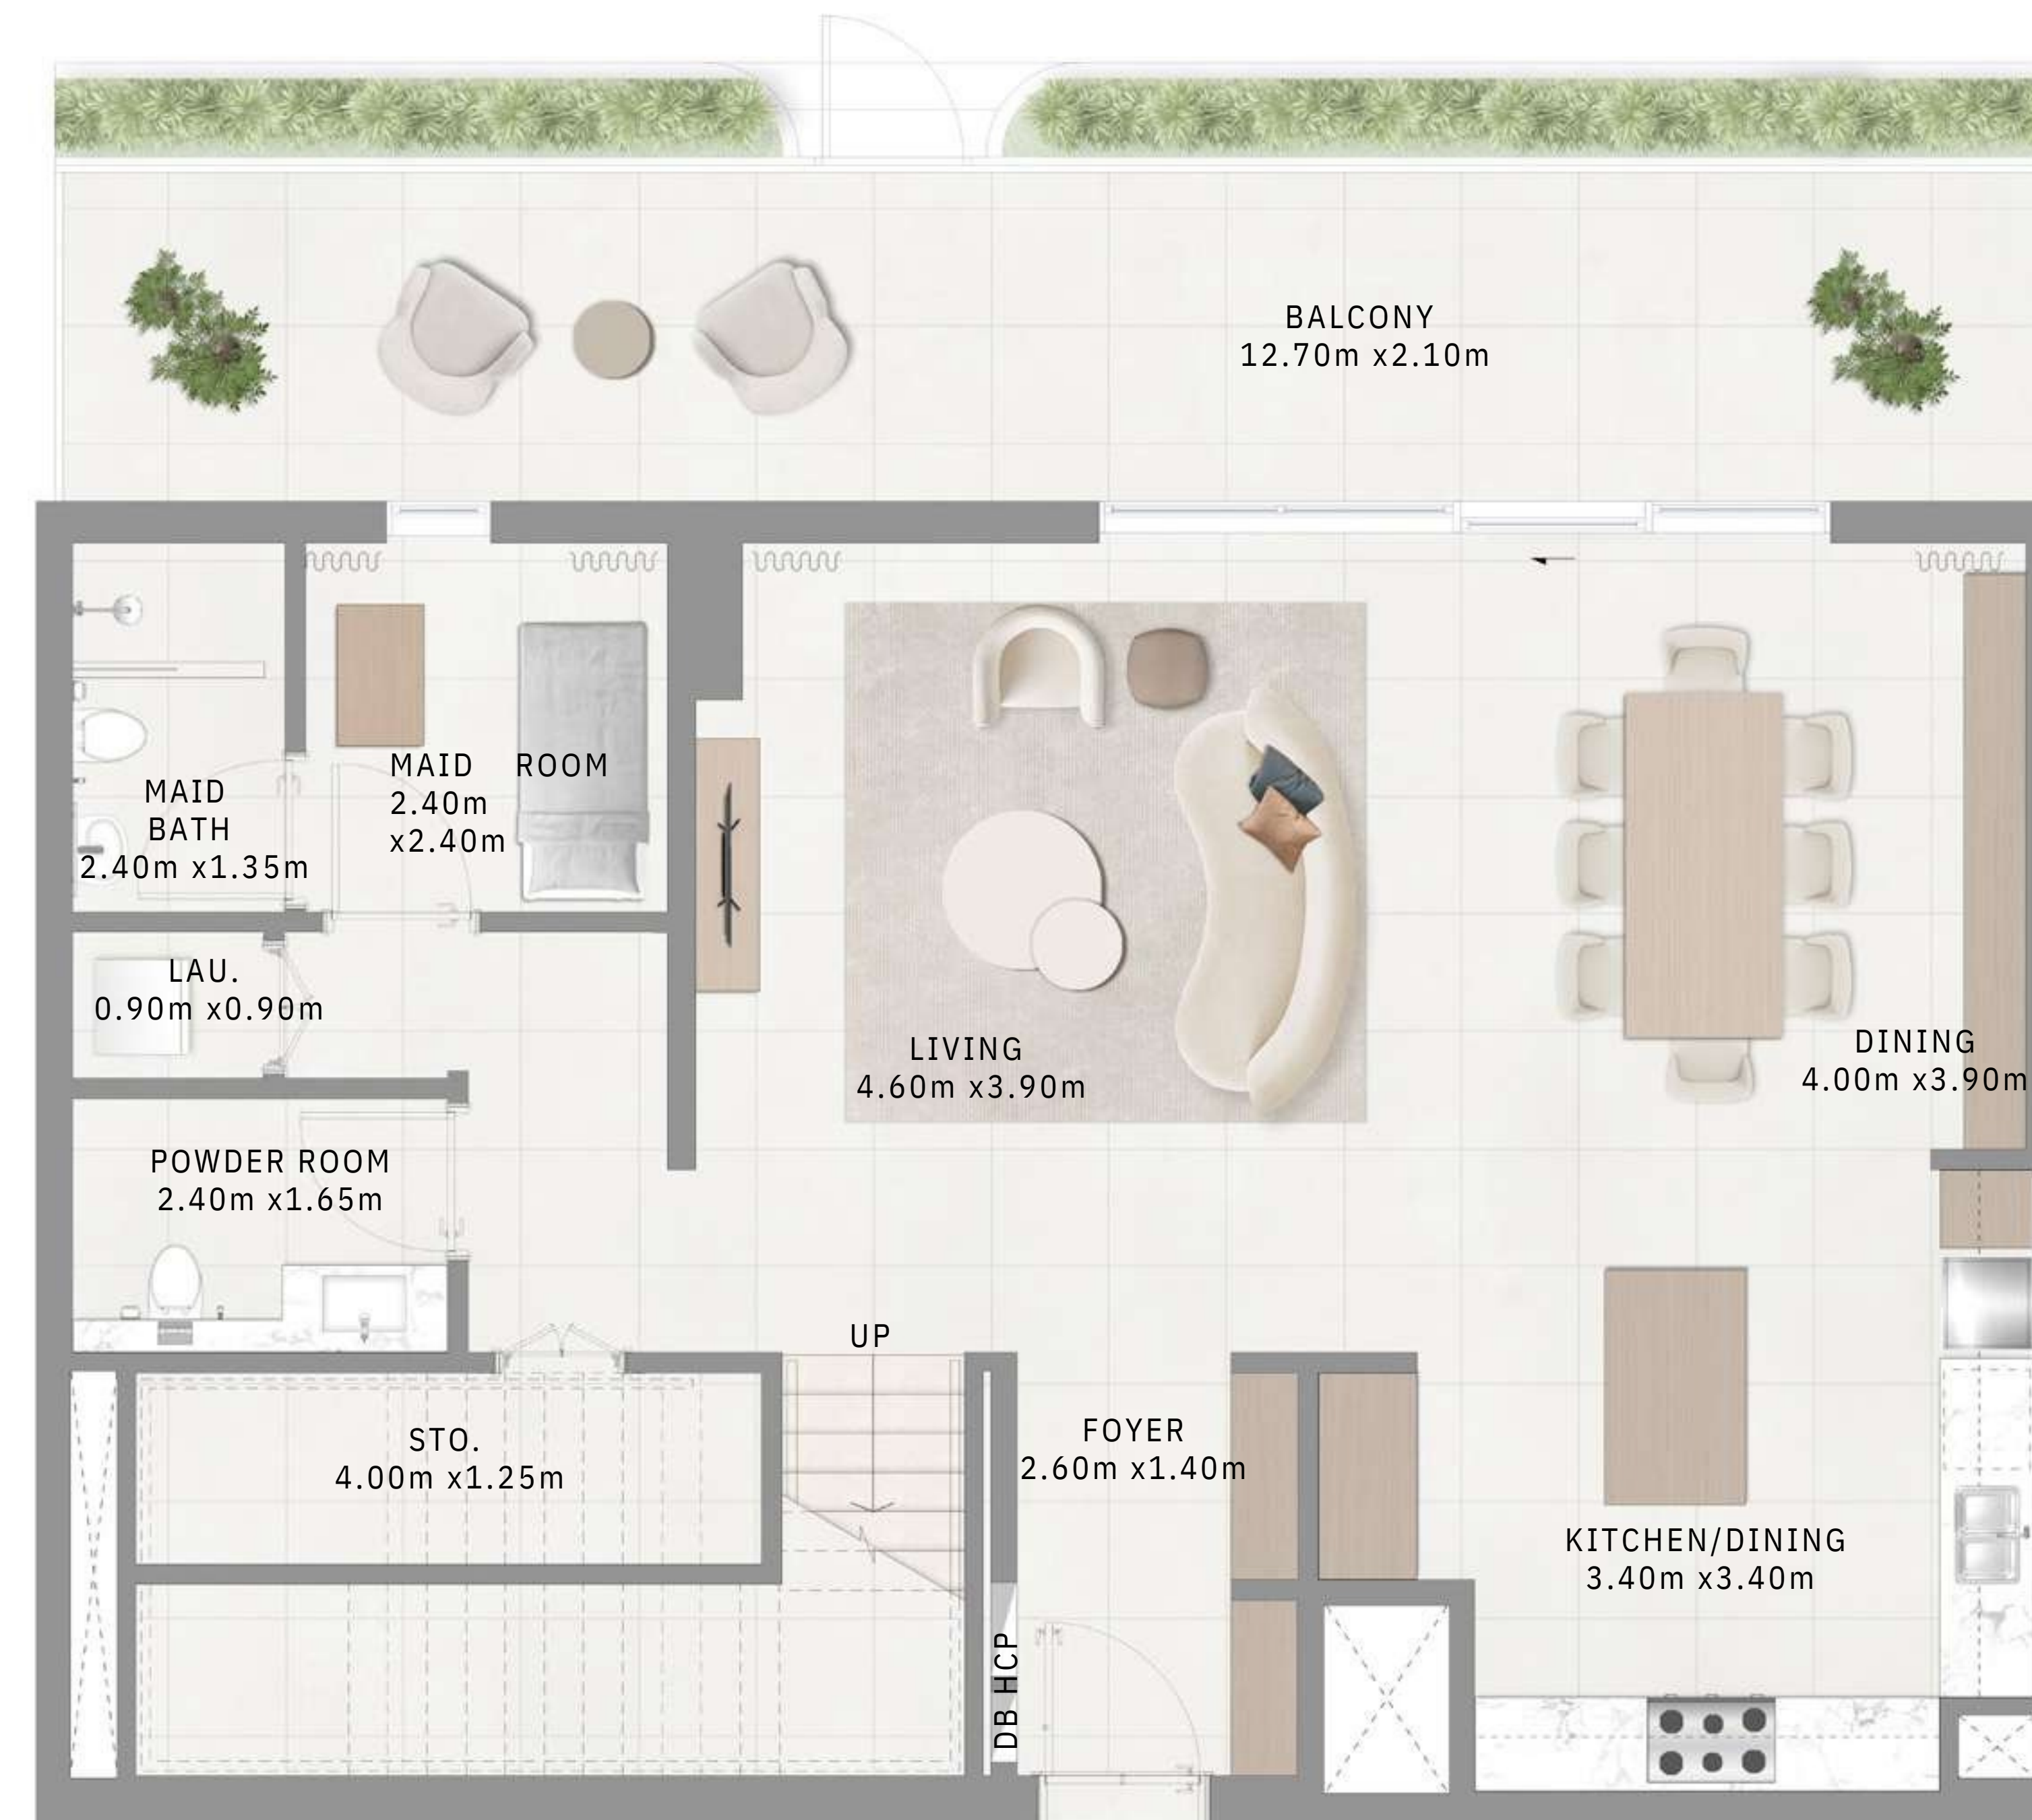 BALCONY
12.70m x2.10m
MAID ROOM
2.40m
x2.40m
MAID
BATH
2.40m x1.35m
LAU.
0.90m x0.90m
LIVING
4.60m x3.90m
DINING
4.00m x3.90m
POWDER ROOM
2.40m x1.65m
UP
STO.
4.00m x1.25m
FOYER
2.60m x1.40m
KITCHEN/DINING
3.40m x3.40m
DB HCP